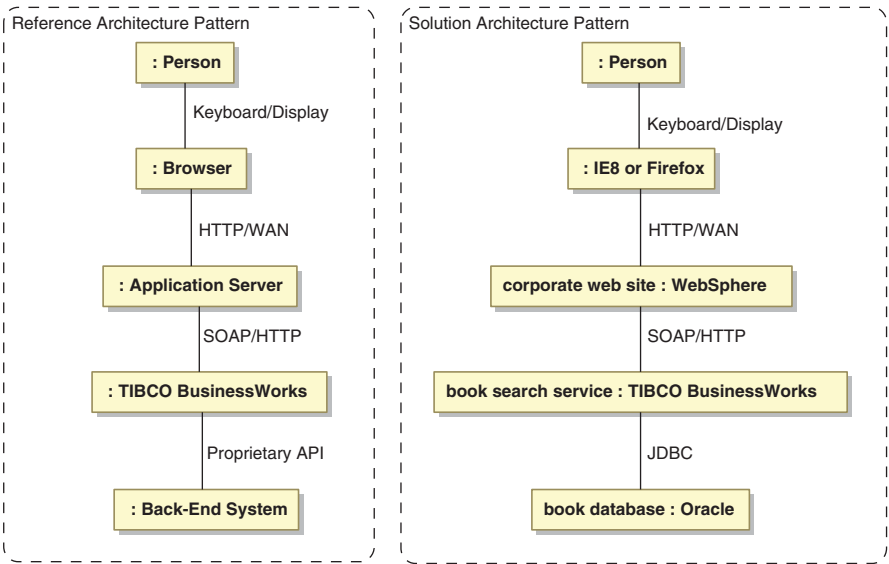 Reference Architecture Pattern
: Person
Keyboard/Display
: Browser
HTTP/WAN
: Application Server
SOAP/HTTP
: TIBCO BusinessWorks
Proprietary API
: Back-End System
Solution Architecture Pattern
: Person
Keyboard/Display
: IE8 or Firefox
HTTP/WAN
corporate web site : WebSphere
SOAP/HTTP
book search service : TIBCO BusinessWorks
JDBC
book database : Oracle